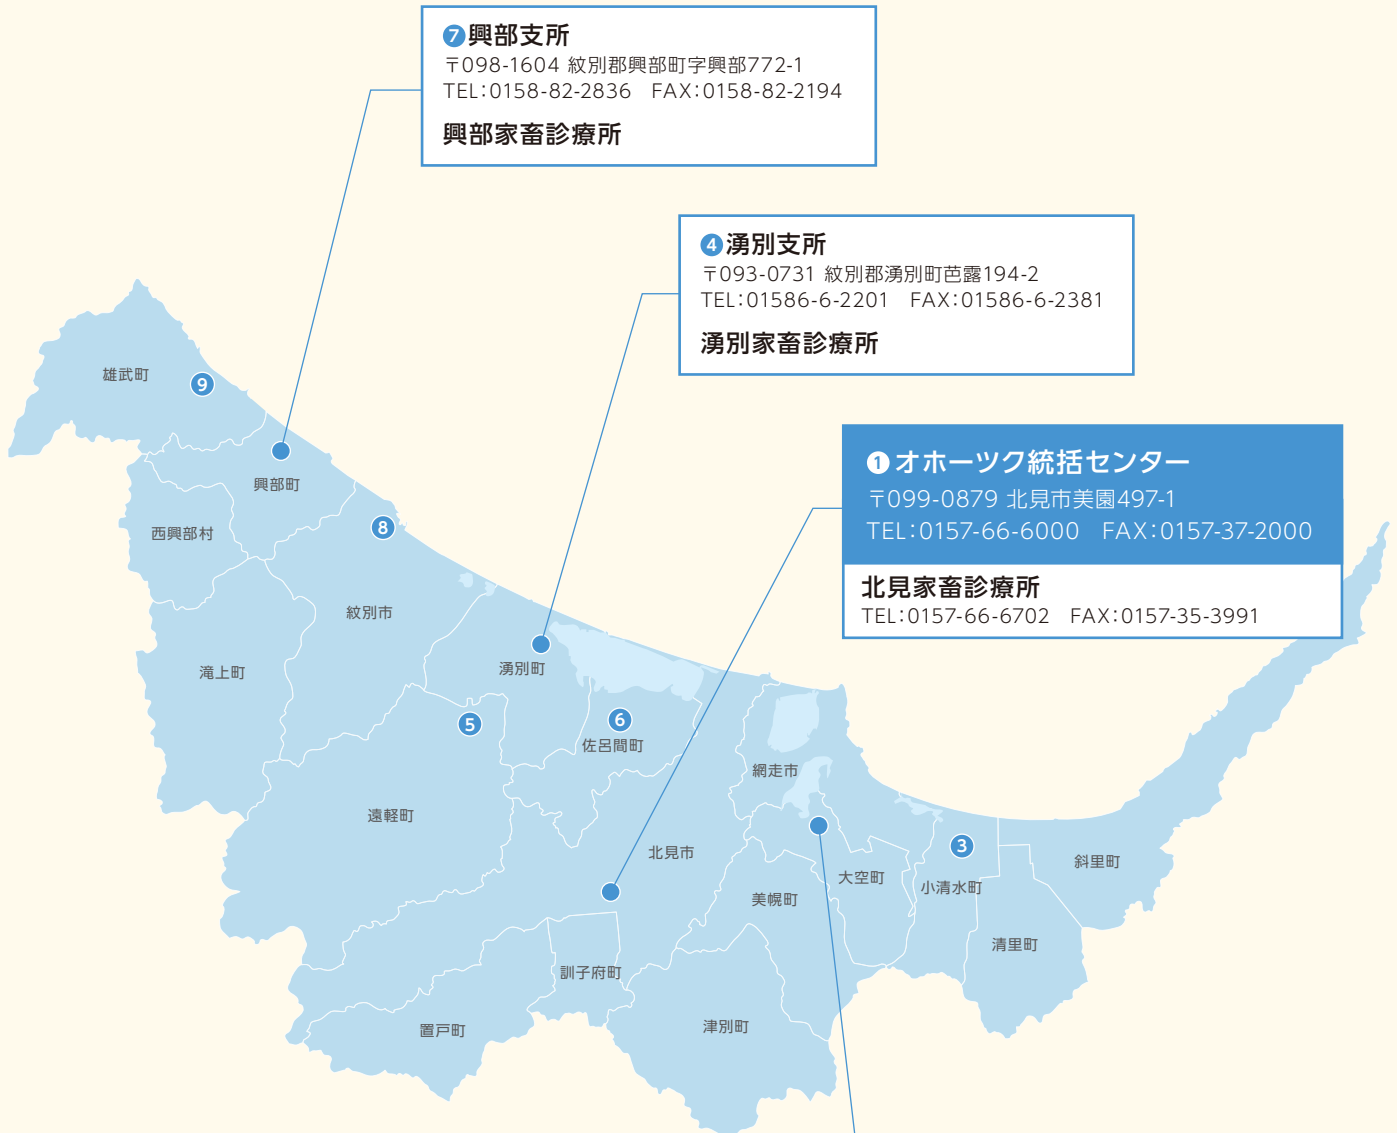 ❼興部支所
〒098-1604 紋別郡興部町字興部772-1
TEL:0158-82-2836 FAX:0158-82-2194
興部家畜診療所
❹湧別支所
〒093-0731 紋別郡湧別町芭露194-2
TEL:01586-6-2201 FAX:01586-6-2381
湧別家畜診療所
❶オホーツク統括センター
〒099-0879 北見市美園497-1
TEL:0157-66-6000 FAX:0157-37-2000
北見家畜診療所
TEL:0157-66-6702 FAX:0157-35-3991
雄武町
❾
興部町
西興部村
❽
紋別市
滝上町
湧別町
❺
❻
佐呂間町
網走市
遠軽町
北見市
❸
斜里町
大空町
小清水町
美幌町
清里町
訓子府町
津別町
置戸町